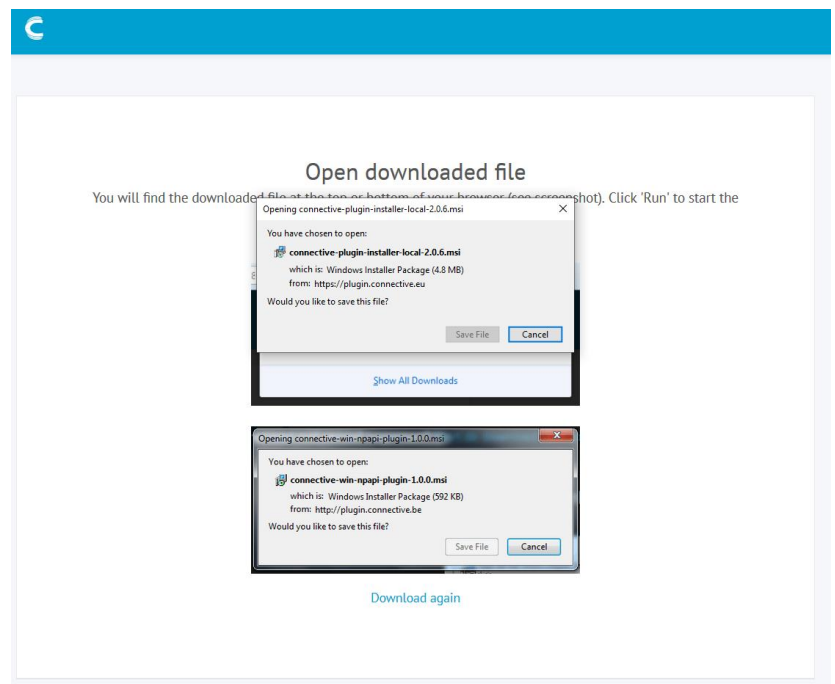 Open downloaded file
You will find the downloaded file at the top or bottom of your browser (see screenshot). Click 'Run' to start the
Opening connective-plugin-installer-local-2.0.6.msi
You have chosen to open:
connective-plugin-installer-local-2.0.6.msi
which is: Windows Installer Package (4.8 MB)
from: https://plugin.connective.eu
Would you like to save this file?
Save File Cancel
Show All Downloads
Opening connective-win-npapi-plugin-1.0.0.msi
You have chosen to open:
connective-win-npapi-plugin-1.0.0.msi
which is: Windows Installer Package (592 KB)
from: http://plugin.connective.be
Would you like to save this file?
Save File Cancel
Download again